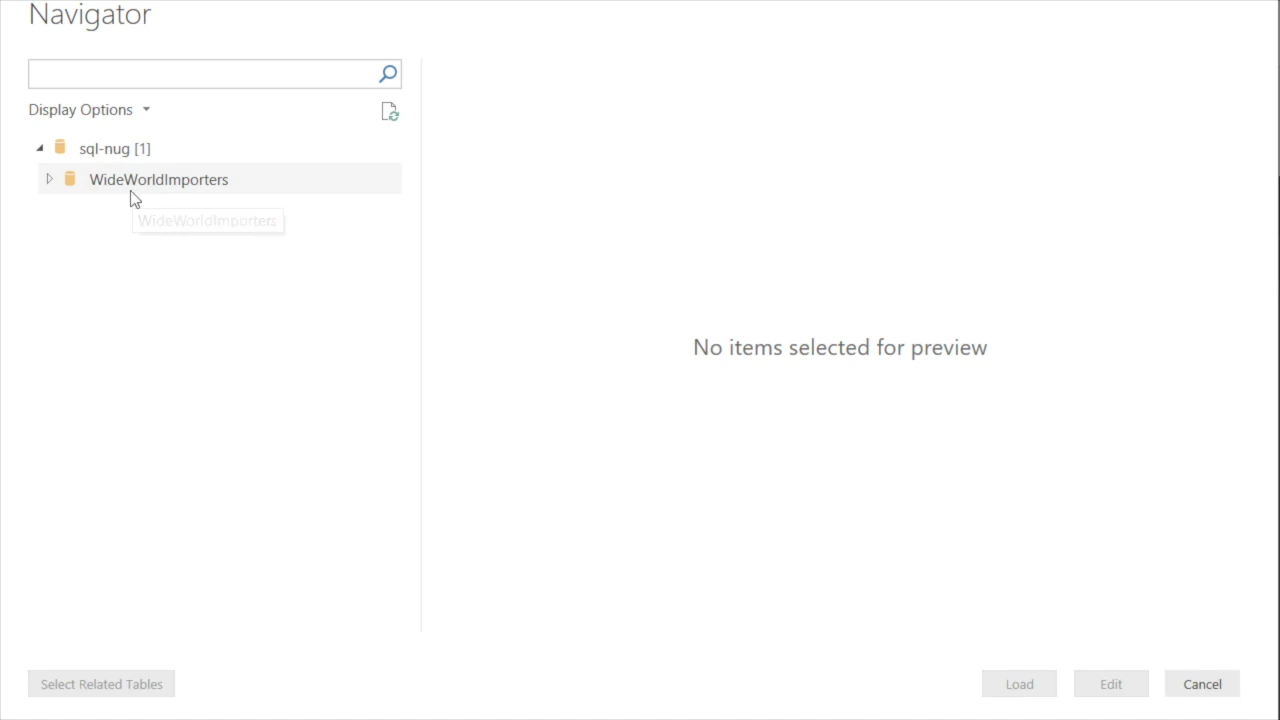 Navigator
Display Options
sql-nug [1]
WideWorldImporters
WideWorldImporters
No items selected for preview
Select Related Tables
Load
Edit
Cancel